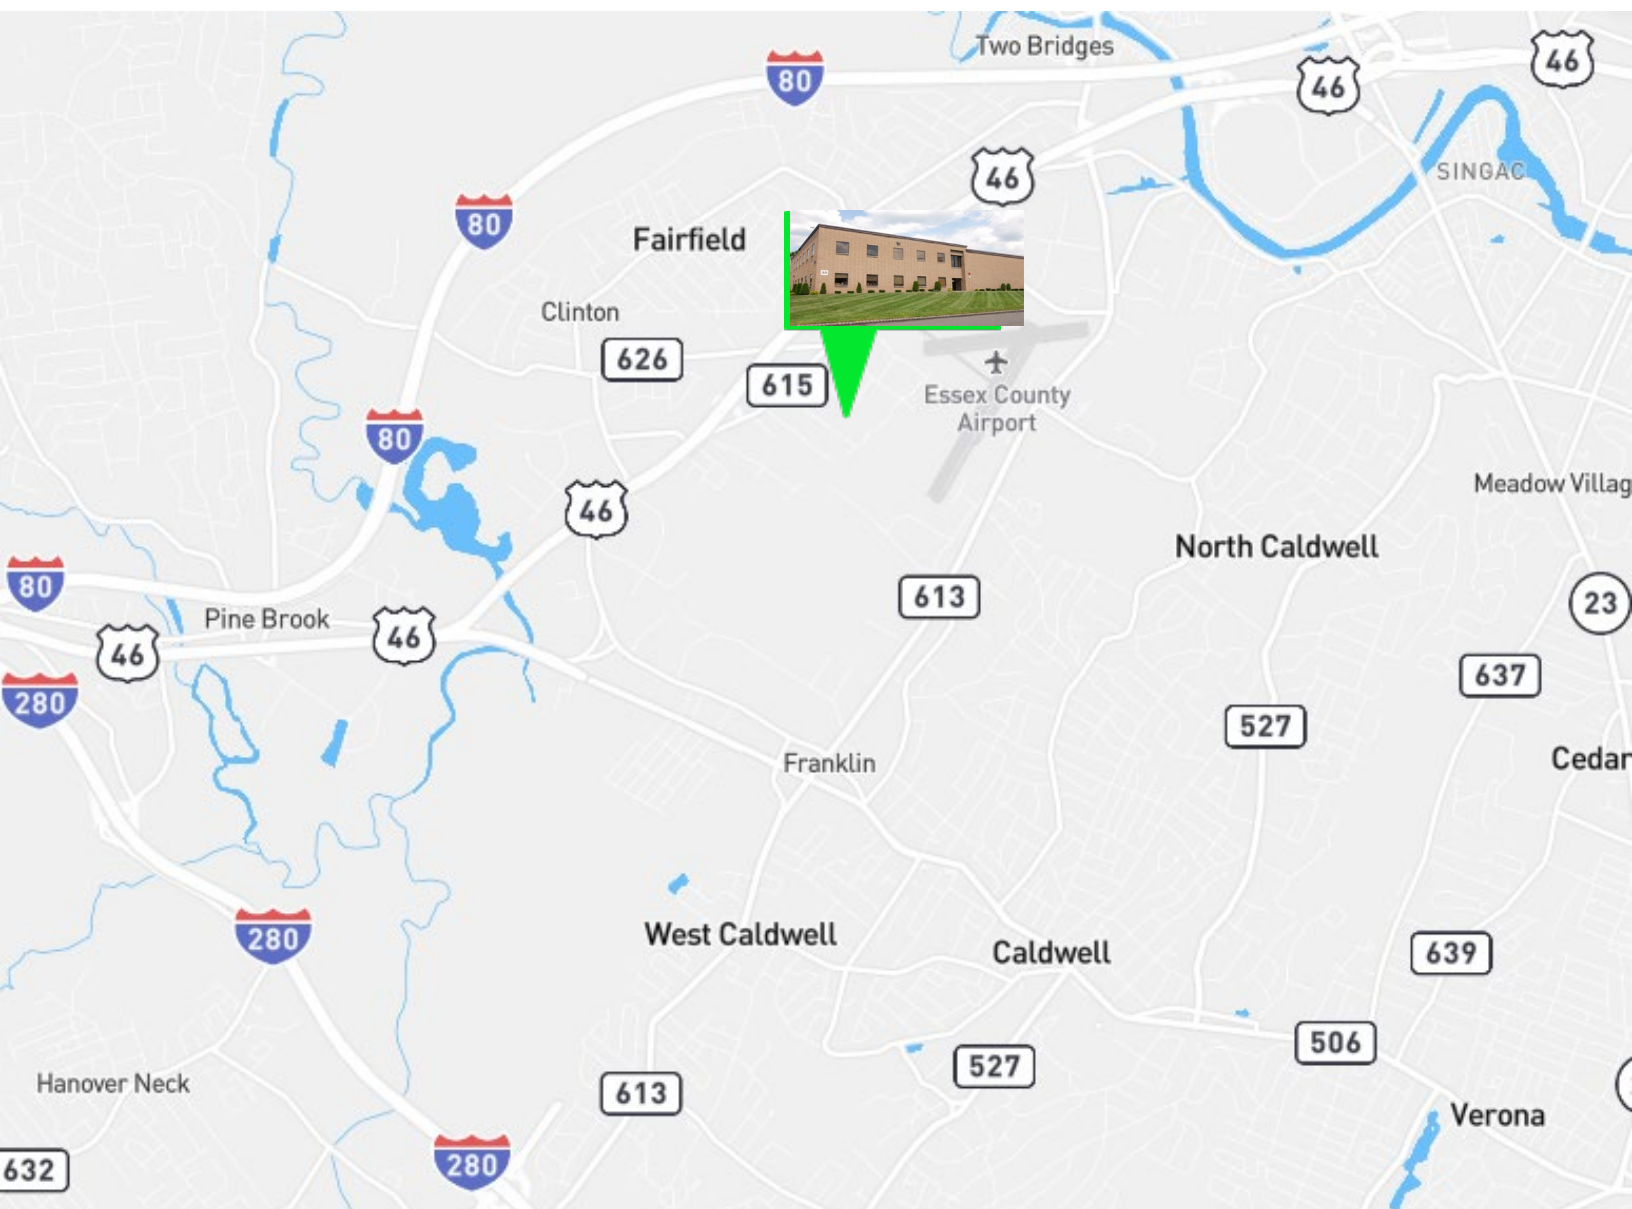 Two Bridges
46
80
46
46
SINGAC
80
Fairfield
Clinton
626
615
Essex County
Airport
80
Meadow Villag
46
North Caldwell
80
613
23
Pine Brook
46
46
637
280
527
Franklin
Cedar
West Caldwell
280
Caldwell
639
506
527
Hanover Neck
613
Verona
280
632